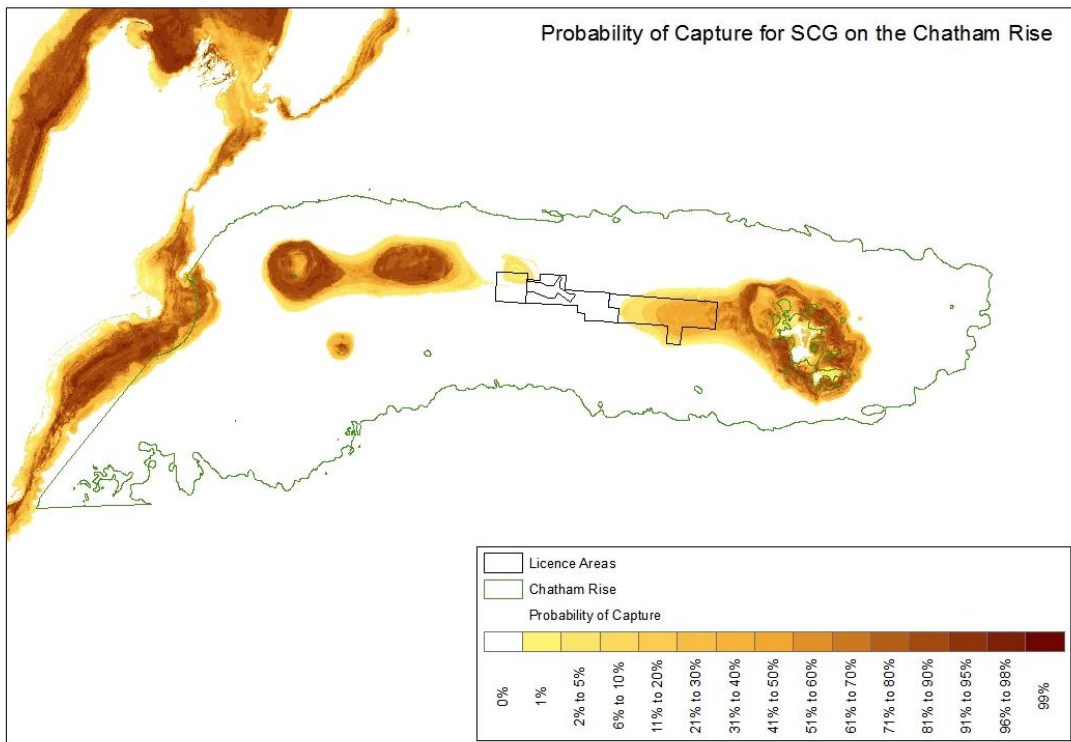 Probability of Capture for SCG on the Chatham Rise
Licence Areas
Chatham Rise
Probability of Capture
0%
1%
2% to 5%
6% to 10%
11% to 20%
21% to 30%
31% to 40%
41% to 50%
51% to 60%
61% to 70%
71% to 80%
81% to 90%
91% to 95%
96% to 98%
99%